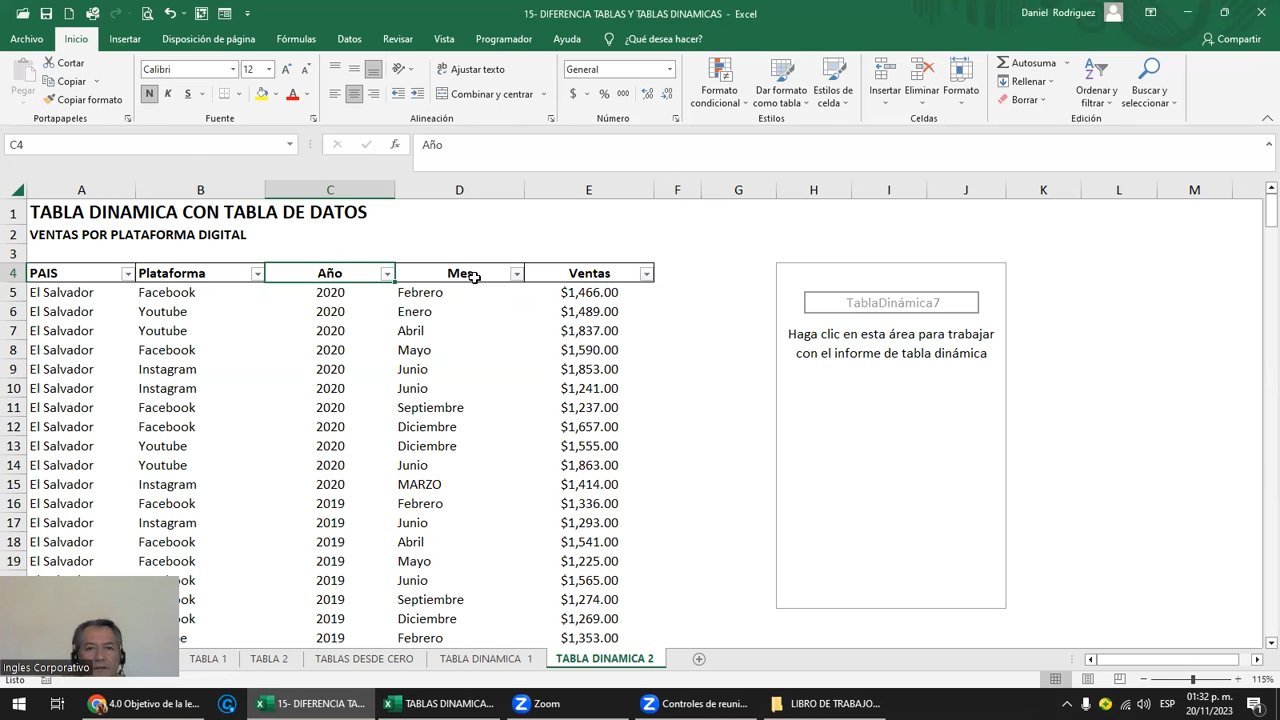 15- DIFERENCIA TABLAS Y TABLAS DINAMICAS - Excel
Daniel Rodriguez
Archivo Inicio Insertar Disposición de página Fórmulas Datos Revisar Vista Programador Ayuda ¿Qué desea hacer? Compartir
Pegar
Cortar
Copiar
Copiar formato
Portapapeles
Calibri 12
N K S
Fuente
Ajustar texto
Combinar y centrar
Alineación
General
$ % 000
Número
Formato condicional
Dar formato como tabla
Estilos de celda
Estilos
Insertar Eliminar Formato
Celdas
Autosuma
Rellenar
Borrar
Ordenar y filtrar
Buscar y seleccionar
Edición
C4 fx Año
A B C D E F G H I J K L M
1 TABLA DINAMICA CON TABLA DE DATOS
2 VENTAS POR PLATAFORMA DIGITAL
3
4 PAIS Plataforma Año Mes Ventas
5 El Salvador Facebook 2020 Febrero $1,466.00
6 El Salvador Youtube 2020 Enero $1,489.00
7 El Salvador Youtube 2020 Abril $1,837.00
8 El Salvador Facebook 2020 Mayo $1,590.00
9 El Salvador Instagram 2020 Junio $1,853.00
10 El Salvador Instagram 2020 Junio $1,241.00
11 El Salvador Facebook 2020 Septiembre $1,237.00
12 El Salvador Facebook 2020 Diciembre $1,657.00
13 El Salvador Youtube 2020 Diciembre $1,555.00
14 El Salvador Youtube 2020 Junio $1,863.00
15 El Salvador Instagram 2020 MARZO $1,414.00
16 El Salvador Facebook 2019 Febrero $1,336.00
17 El Salvador Instagram 2019 Junio $1,293.00
18 El Salvador Facebook 2019 Abril $1,541.00
19 El Salvador Facebook 2019 Mayo $1,225.00
ook 2019 Junio $1,565.00
ook 2019 Septiembre $1,274.00
ook 2019 Diciembre $1,269.00
e 2019 Febrero $1,353.00
TablaDinámica7
Haga clic en esta área para trabajar
con el informe de tabla dinámica
Ingles Corporativo
TABLA 1 TABLA 2 TABLAS DESDE CERO TABLA DINAMICA 1 TABLA DINAMICA 2
Listo
115%
4.0 Objetivo de la le...
15- DIFERENCIA TA...
TABLAS DINAMICA...
Zoom
Controles de reuni...
LIBRO DE TRABAJO...
ESP
01:32 p. m.
20/11/2023